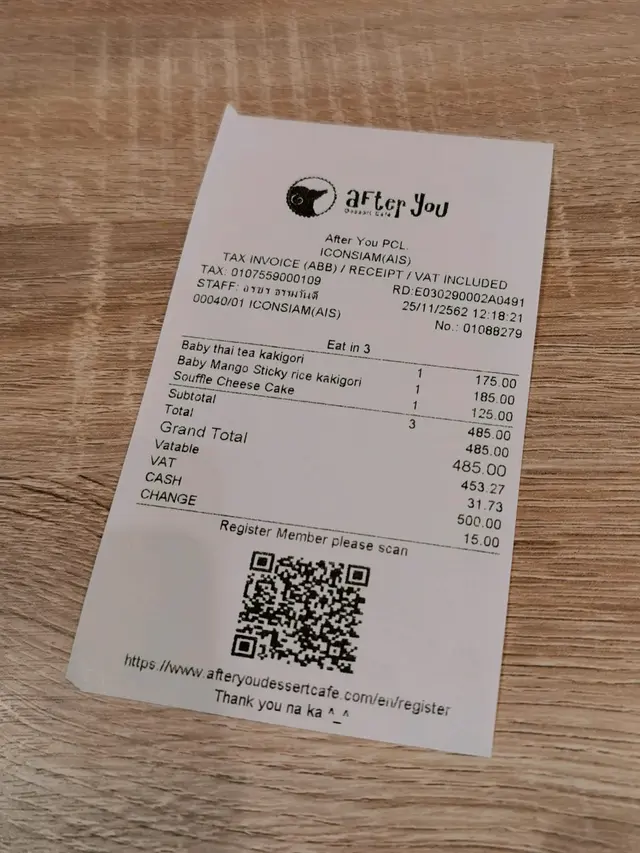 after you
Dessert Cafe
After You PCL.
ICONSIAM(AIS)
TAX INVOICE (ABB) / RECEIPT / VAT INCLUDED
TAX: 0107559000109 RD:E030290002A0491
STAFF: 25/11/2562 12:18:21
00040/01 ICONSIAM(AIS) No.: 01088279
Eat in 3
Baby thai tea kakigori 1 175.00
Baby Mango Sticky rice kakigori 1 185.00
Souffle Cheese Cake 1 125.00
Subtotal 3 485.00
Total 485.00
Grand Total 485.00
Vatable 453.27
VAT 31.73
CASH 500.00
CHANGE 15.00
Register Member please scan
https://www.afteryoudessertcafe.com/en/register
Thank you na ka ^_^